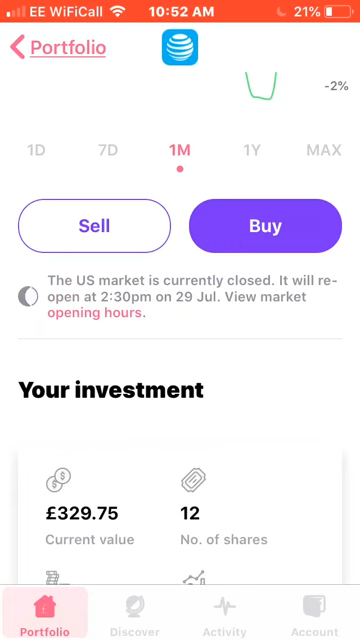 EE WiFiCall 10:52 AM 21%
Portfolio
-2%
1D 7D 1M 1Y MAX
Sell Buy
The US market is currently closed. It will re-
open at 2:30pm on 29 Jul. View market
opening hours.
Your investment
£329.75 12
Current value No. of shares
Portfolio Discover Activity Account